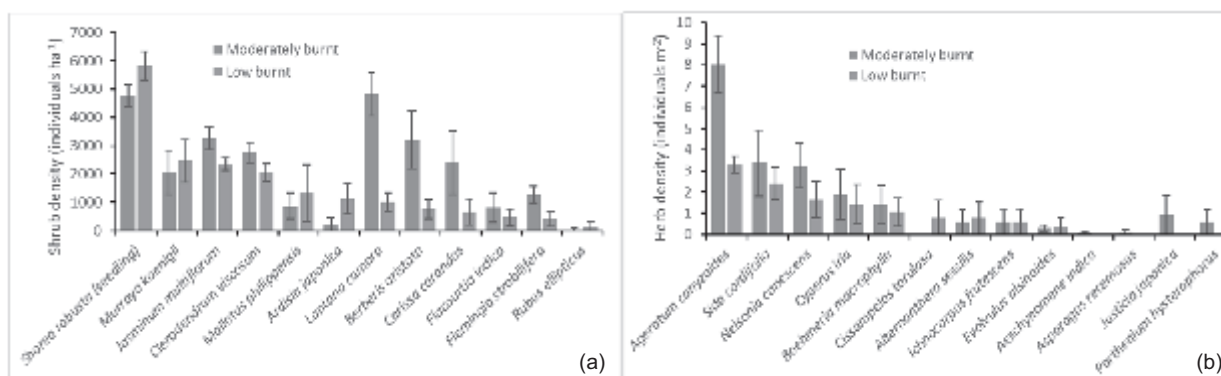 Shrub density (individuals ha⁻¹)
7000
6000
5000
4000
3000
2000
1000
0
Moderately burnt
Low burnt
Shorea robusta (seedling)
Murraya koenigii
Jasminum multiflorum
Clerodendrum viscosum
Mallotus philippensis
Ardisia japonica
Lantana camara
Berberis aristata
Carissa carandas
Flacourtia indica
Flemingia strobilifera
Rubus ellipticus
(a)
Herb density (individuals m⁻²)
10
9
8
7
6
5
4
3
2
1
0
Moderately burnt
Low burnt
Ageratum conyzoides
Sida cordifolia
Nelsonia canescens
Cyperus iria
Boehmeria macrophylla
Cissampelos
Alternanthera sessilis
Ichnocarpus frutescens
Evolvulus alsinoides
Aeschynomene indica
Asparagus racemosus
Justicia japonica
Parthenium hysterophorus
(b)